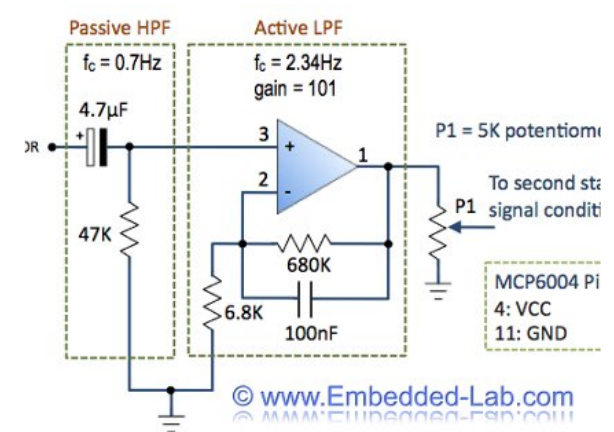 Passive HPF
Active LPF
fc = 0.7Hz
fc = 2.34Hz
gain = 101
4.7µF
+
3
+
1
2
-
47K
680K
6.8K
100nF
P1 = 5K
To second
P1
signal
MCP6004
4: VCC
11: GND
© www.Embedded-Lab.com